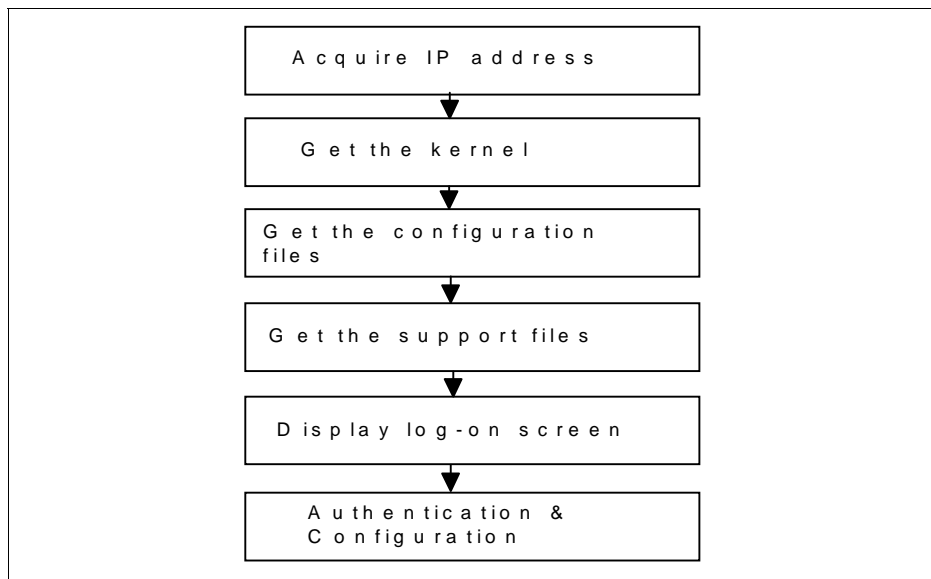 Acquire IP address
Get the kernel
Get the configuration
files
Get the support files
Display log-on screen
Authentication &
Configuration